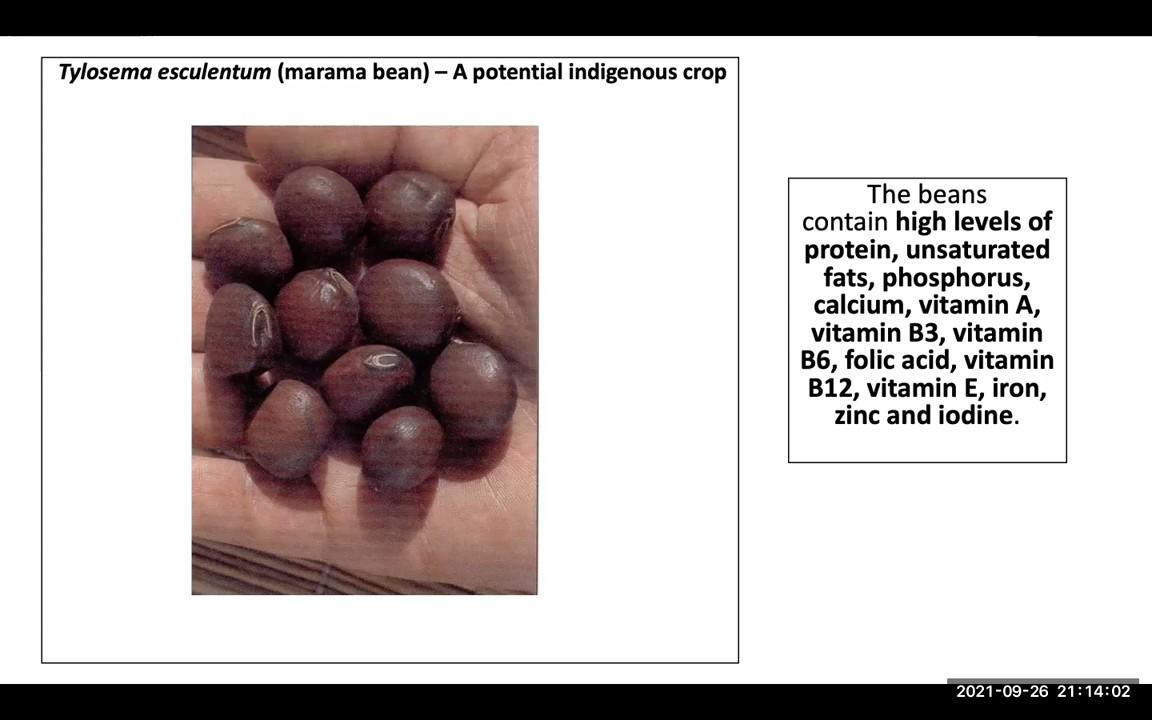 Tylosema esculentum (marama bean) – A potential indigenous crop
The beans
contain high levels of
protein, unsaturated
fats, phosphorus,
calcium, vitamin A,
vitamin B3, vitamin
B6, folic acid, vitamin
B12, vitamin E, iron,
zinc and iodine.
2021-09-26 21:14:02